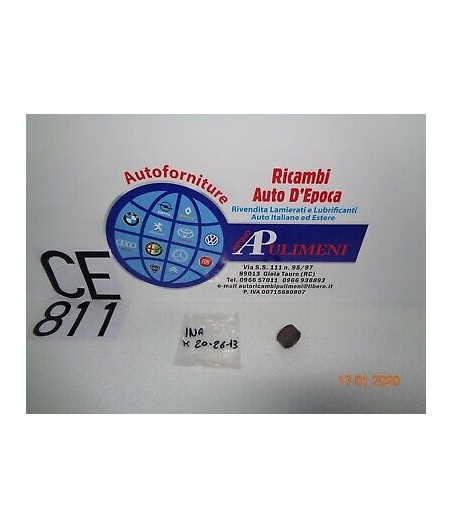 Autoforniture
Ricambi
Auto D'Epoca
Rivendita Lamierati e Lubrificanti
Auto Italiane ed Estere
PULIMENI
Via S.S. 111 n. 95/97
89013 Gioia Tauro (RC)
Tel. 0966 57011 0966 938893
e-mail autoricambipulimeni@libero.it
P. IVA 00715680807
CE
811
INA
K 20-26-13
17 01 2020